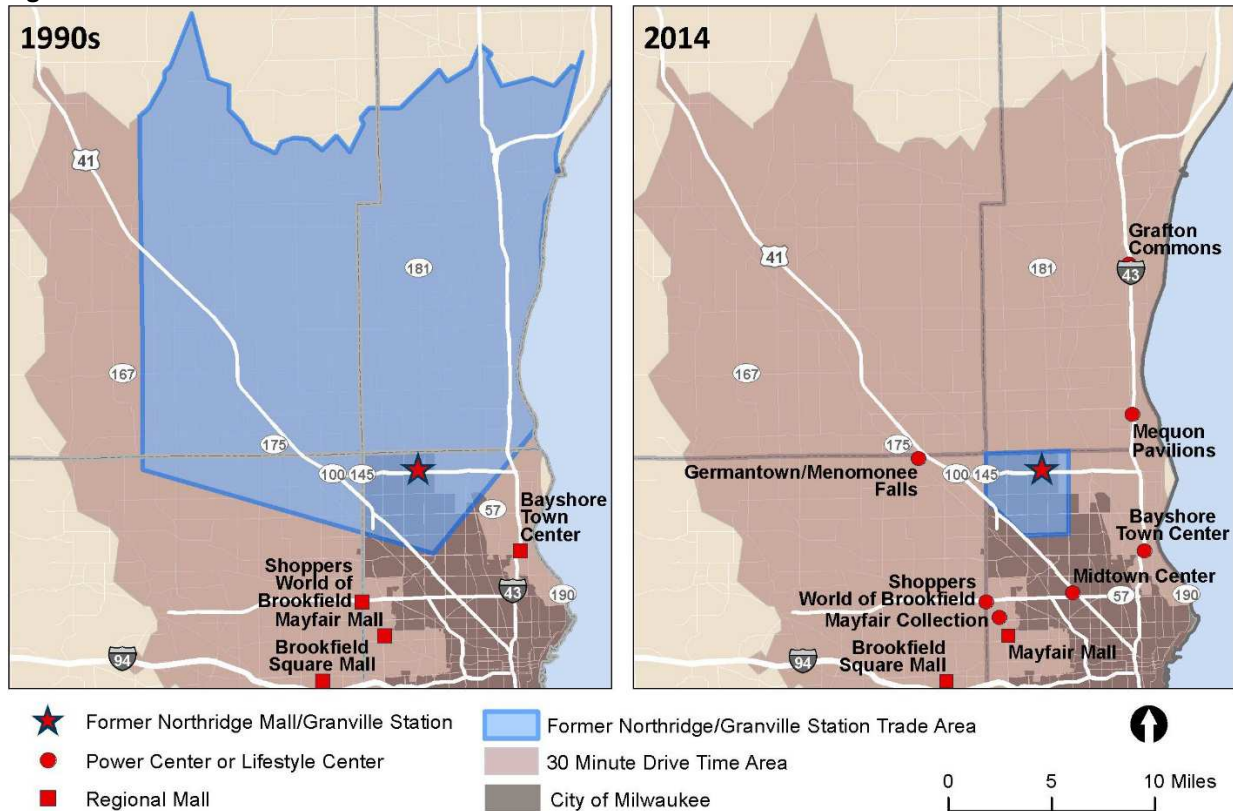 1990s
41
181
167
175
100
145
57
Bayshore
Town
Center
Shoppers
World of
Brookfield
Mayfair Mall
43
190
Brookfield
Square Mall
94
2014
Grafton
Commons
43
41
181
167
Mequon
Pavilions
175
100
145
Germantown/Menomonee
Falls
Bayshore
Town Center
Shoppers
World of Brookfield
Midtown Center
57
190
Mayfair Collection
Mayfair Mall
Brookfield
Square Mall
94
Former Northridge Mall/Granville Station
Power Center or Lifestyle Center
Regional Mall
Former Northridge/Granville Station Trade Area
30 Minute Drive Time Area
City of Milwaukee
0 5 10 Miles